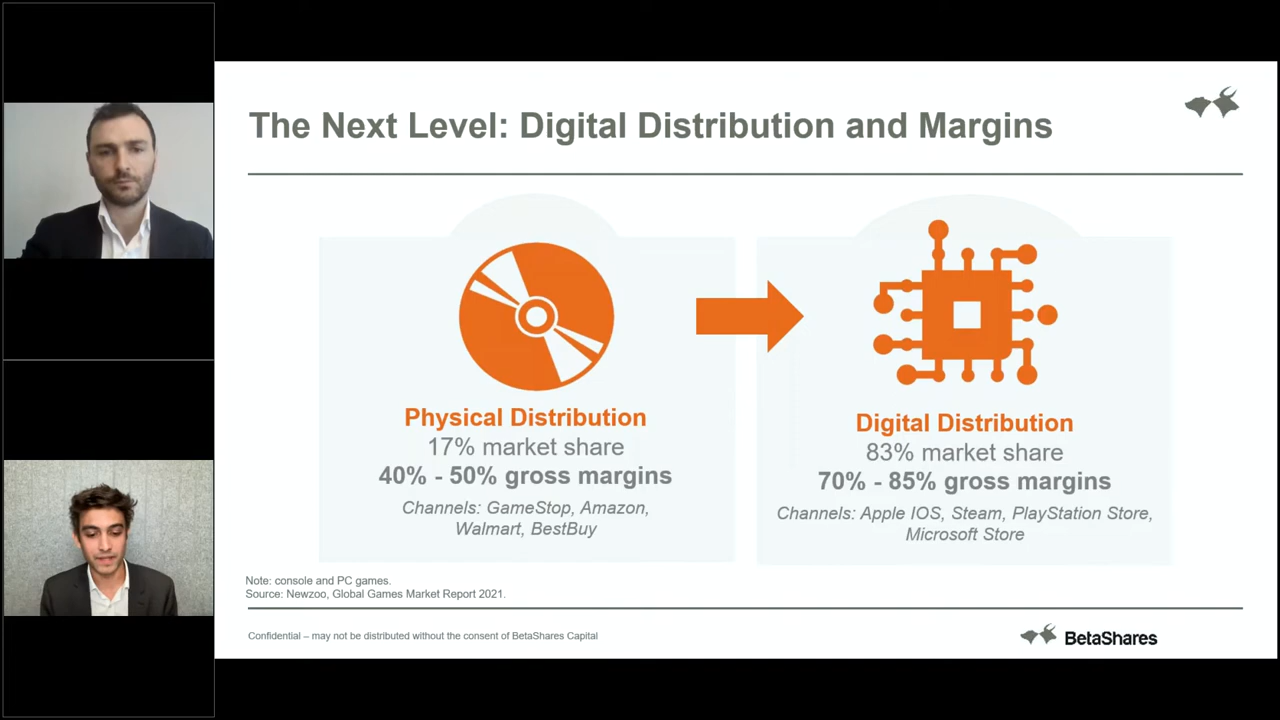 The Next Level: Digital Distribution and Margins
Physical Distribution
17% market share
40% - 50% gross margins
Channels: GameStop, Amazon,
Walmart, BestBuy
Digital Distribution
83% market share
70% - 85% gross margins
Channels: Apple IOS, Steam, PlayStation Store,
Microsoft Store
Note: console and PC games.
Source: Newzoo, Global Games Market Report 2021.
Confidential – may not be distributed without the consent of BetaShares Capital
BetaShares